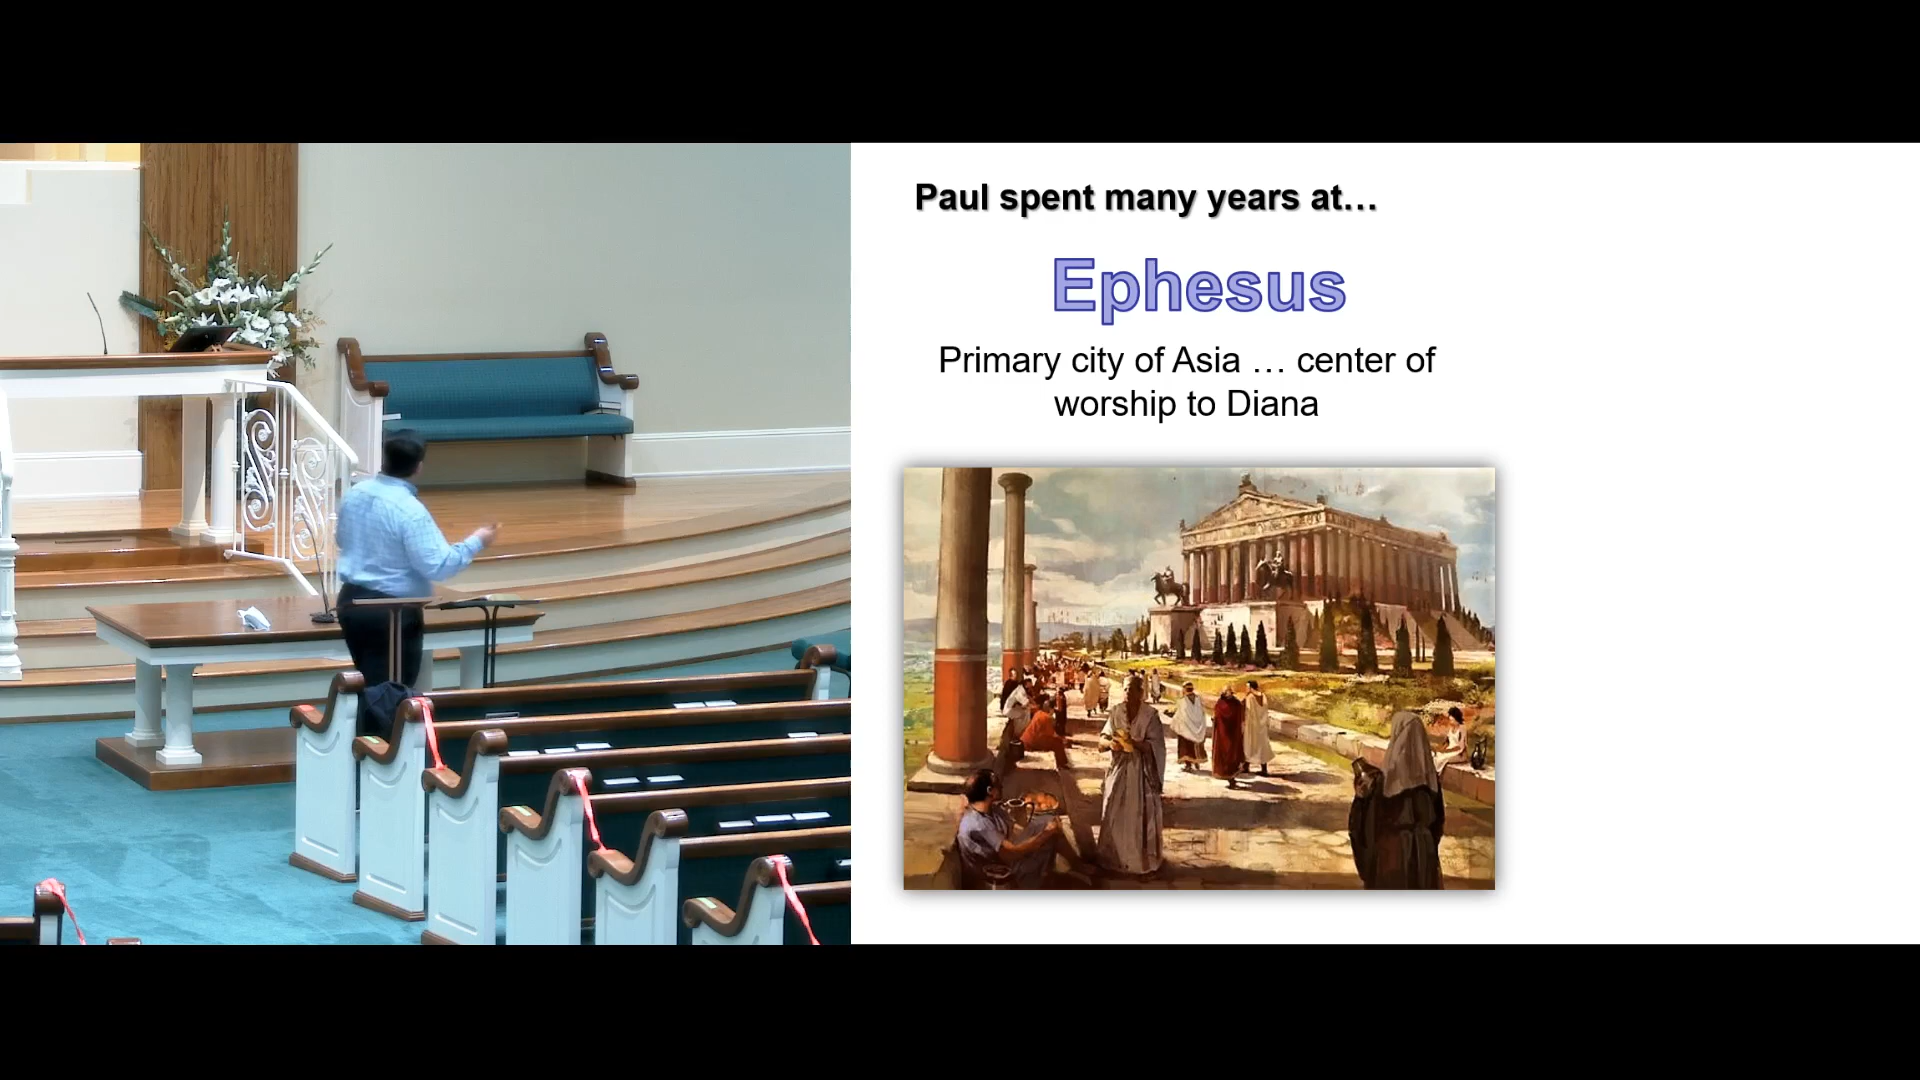 Paul spent many years at…
Ephesus
Primary city of Asia … center of
worship to Diana